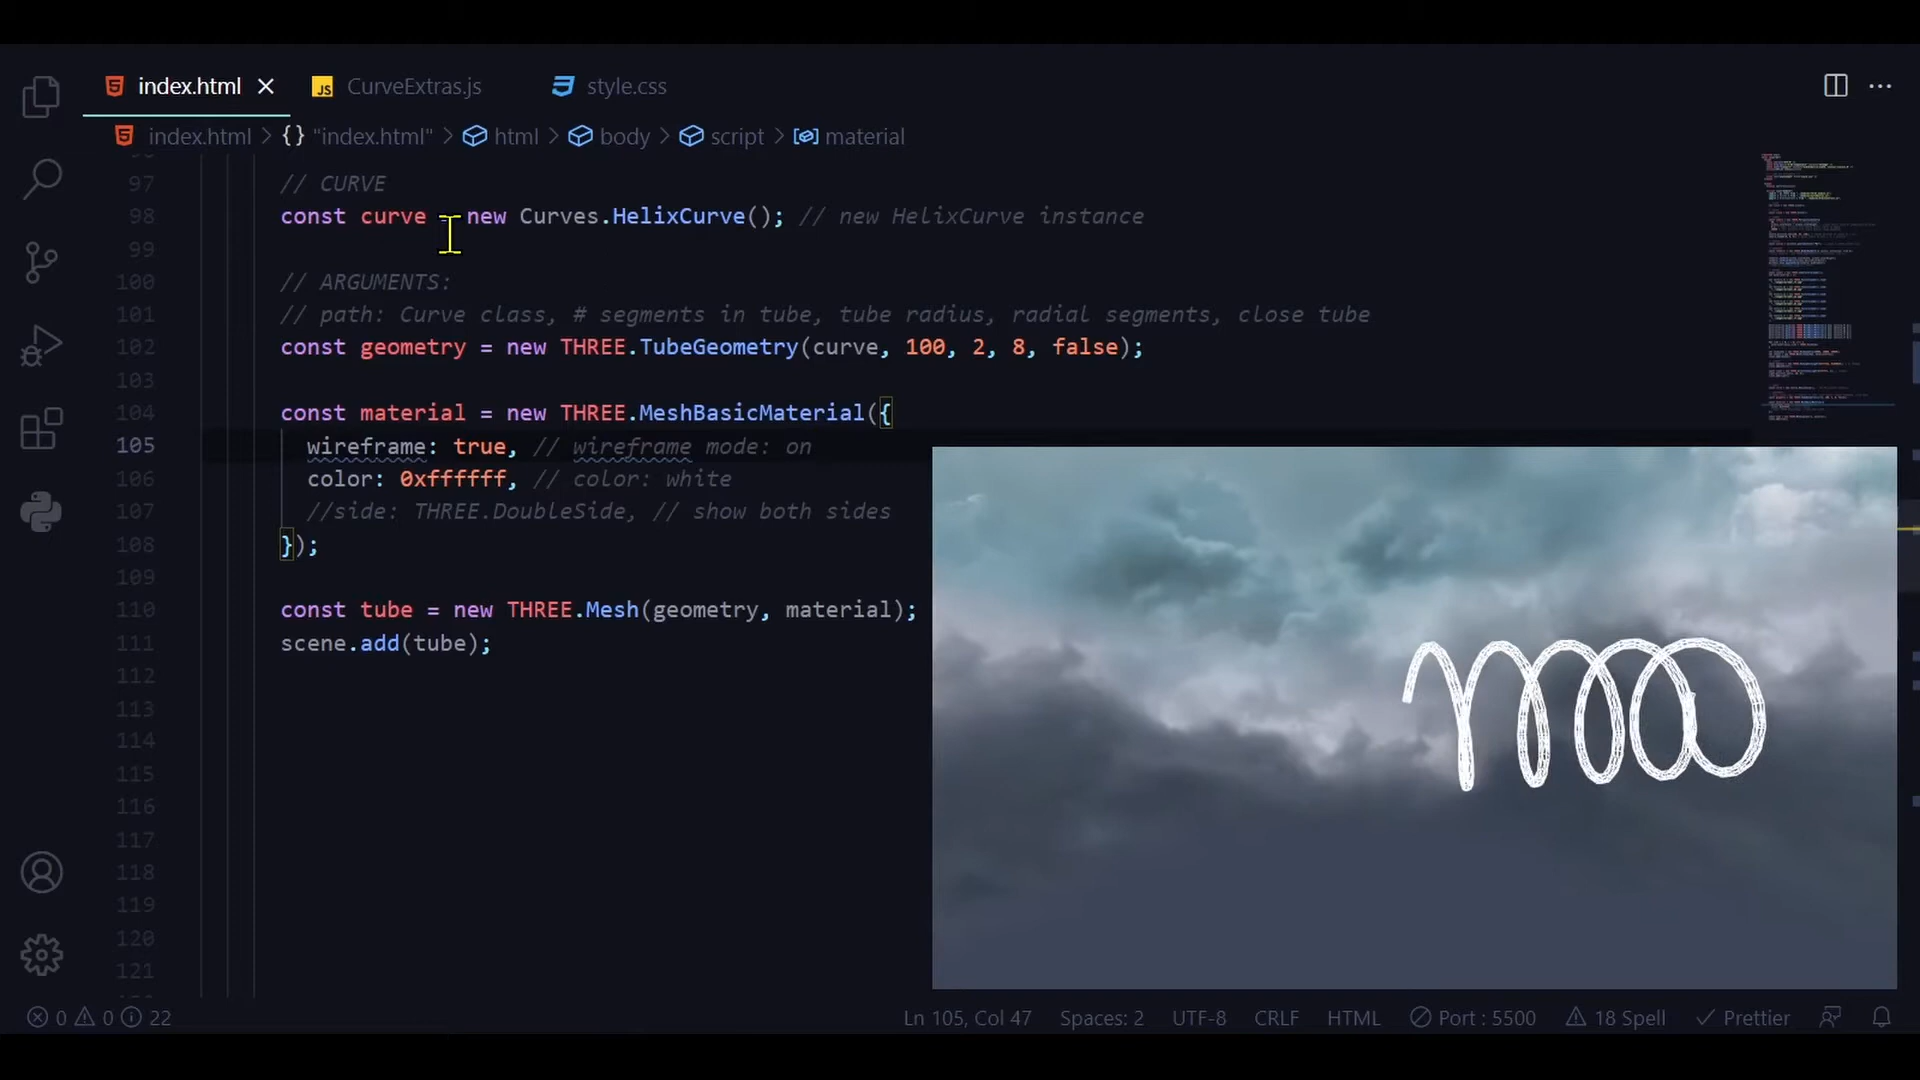 index.html
CurveExtras.js
style.css
index.html > {} "index.html" > html > body > script > material
97 // CURVE
98 const curve new Curves.HelixCurve(); // new HelixCurve instance
99
100 // ARGUMENTS:
101 // path: Curve class, # segments in tube, tube radius, radial segments, close tube
102 const geometry = new THREE.TubeGeometry(curve, 100, 2, 8, false);
103
104 const material = new THREE.MeshBasicMaterial({
105 wireframe: true, // wireframe mode: on
106 color: 0xffffff, // color: white
107 //side: THREE.DoubleSide, // show both sides
108 });
109
110 const tube = new THREE.Mesh(geometry, material);
111 scene.add(tube);
112
113
114
115
116
117
118
119
120
121
0 0 22 Ln 105, Col 47 Spaces: 2 UTF-8 CRLF HTML Port : 5500 18 Spell Prettier